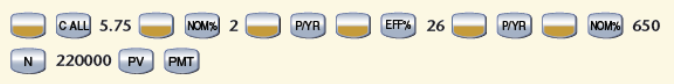 C ALL 5.75 NOM% 2 P/YR EFF% 26 P/YR NOM% 650
N 220000 PV PMT